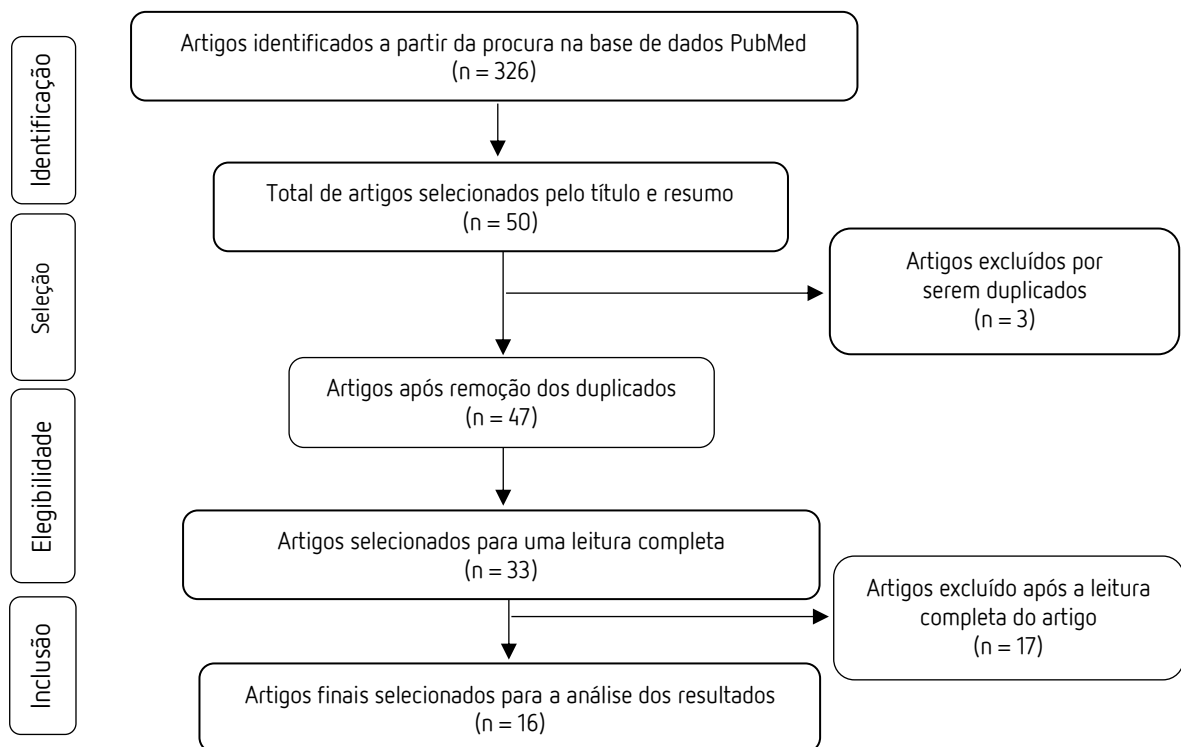 Identificação
Artigos identificados a partir da procura na base de dados PubMed
(n = 326)
Total de artigos selecionados pelo título e resumo
(n = 50)
Seleção
Artigos excluídos por
serem duplicados
(n = 3)
Artigos após remoção dos duplicados
(n = 47)
Elegibilidade
Artigos selecionados para uma leitura completa
(n = 33)
Artigos excluído após a leitura
completa do artigo
(n = 17)
Inclusão
Artigos finais selecionados para a análise dos resultados
(n = 16)